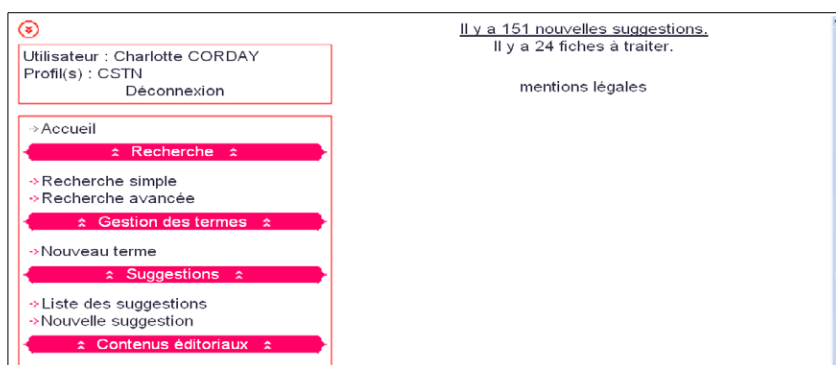 Utilisateur : Charlotte CORDAY
Profil(s) : CSTN
Déconnexion
Accueil
Recherche
Recherche simple
Recherche avancée
Gestion des termes
Nouveau terme
Suggestions
Liste des suggestions
Nouvelle suggestion
Contenus éditoriaux
Il y a 151 nouvelles suggestions.
Il y a 24 fiches à traiter.
mentions légales